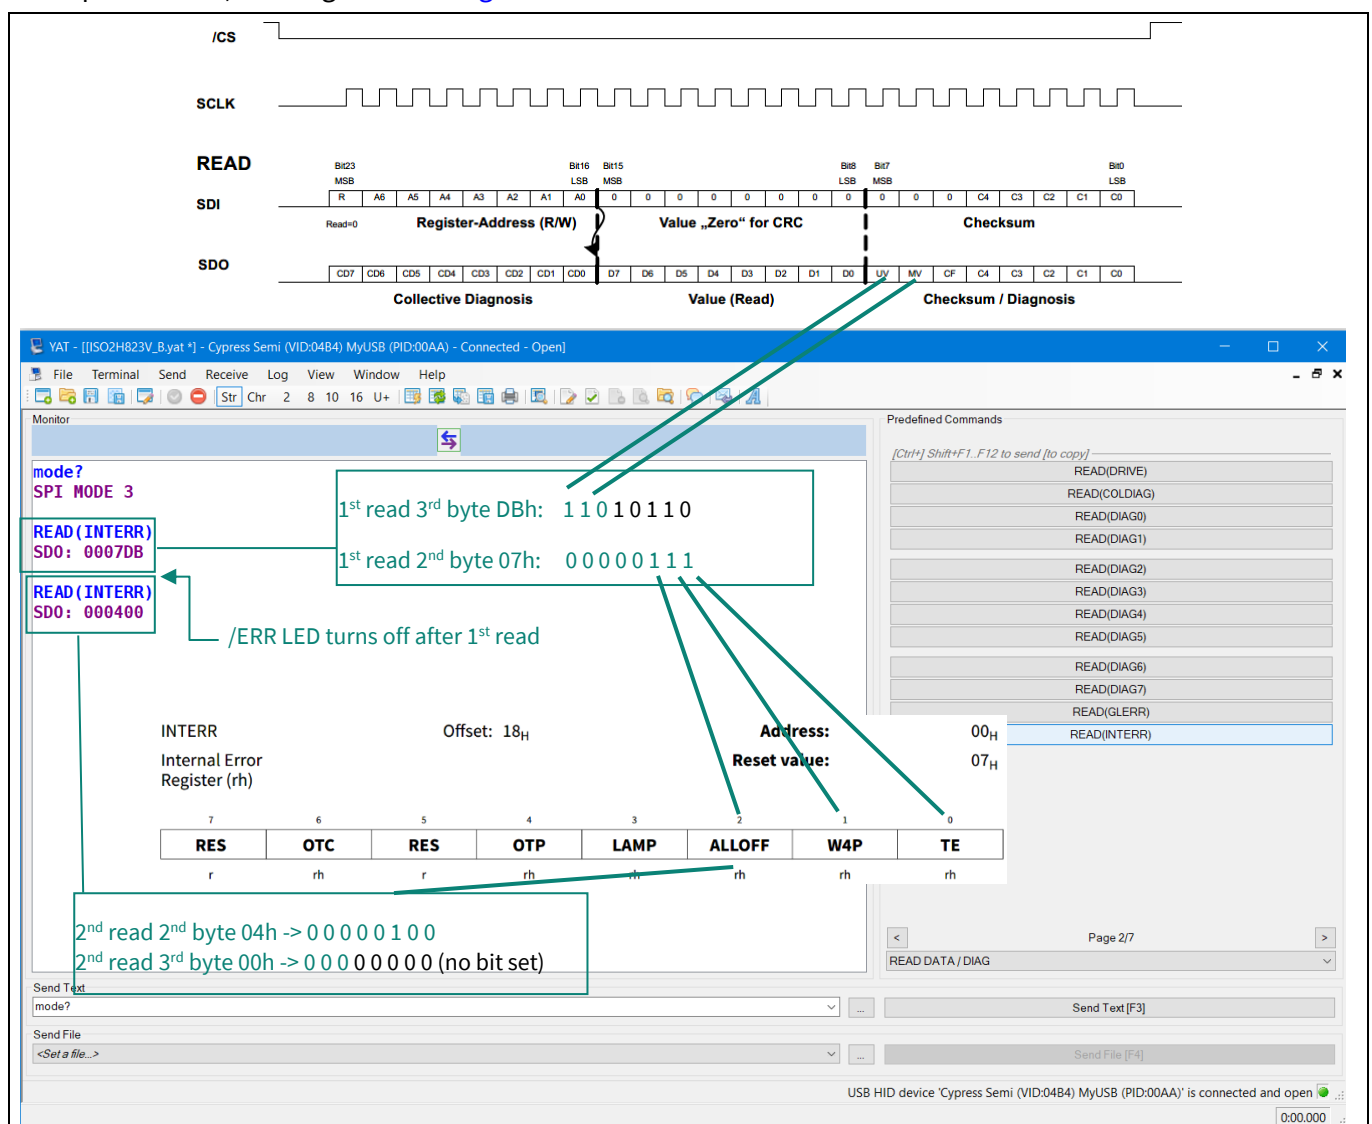 /CS
SCLK
READ
Bit23 Bit16 Bit15 Bit8 Bit7 Bit0
MSB LSB MSB LSB MSB LSB
SDI R A6 A5 A4 A3 A2 A1 A0 0 0 0 0 0 0 0 0 0 0 0 C4 C3 C2 C1 C0
Read=0 Register-Address (R/W) Value „Zero“ for CRC Checksum
SDO CD7 CD6 CD5 CD4 CD3 CD2 CD1 CD0 D7 D6 D5 D4 D3 D2 D1 D0 UV MV CF C4 C3 C2 C1 C0
Collective Diagnosis Value (Read) Checksum / Diagnosis
YAT - [[ISO2H823V_B.yat *] - Cypress Semi (VID:04B4) MyUSB (PID:00AA) - Connected - Open]
File Terminal Send Receive Log View Window Help
Str Chr 2 8 10 16 U+
Monitor
mode?
SPI MODE 3
READ(INTERR)
SDO: 0007DB
READ(INTERR)
SDO: 000400
1st read 3rd byte DBh: 1 1 0 1 0 1 1 0
1st read 2nd byte 07h: 0 0 0 0 0 1 1 1
/ERR LED turns off after 1st read
INTERR Offset: 18H Address: 00H
Internal Error Reset value: 07H
Register (rh)
7 6 5 4 3 2 1 0
RES OTC RES OTP LAMP ALLOFF W4P TE
r rh r rh rh rh rh rh
2nd read 2nd byte 04h -> 0 0 0 0 0 1 0 0
2nd read 3rd byte 00h -> 0 0 0 0 0 0 0 0 (no bit set)
Predefined Commands
[Ctrl+] Shift+F1..F12 to send [to copy]
READ(DRIVE)
READ(COLDIAG)
READ(DIAG0)
READ(DIAG1)
READ(DIAG2)
READ(DIAG3)
READ(DIAG4)
READ(DIAG5)
READ(DIAG6)
READ(DIAG7)
READ(GLERR)
READ(INTERR)
< Page 2/7 >
READ DATA / DIAG
Send Text
mode? ... Send Text [F3]
Send File
<Set a file...> ... Send File [F4]
USB HID device 'Cypress Semi (VID:04B4) MyUSB (PID:00AA)' is connected and open
0:00.000